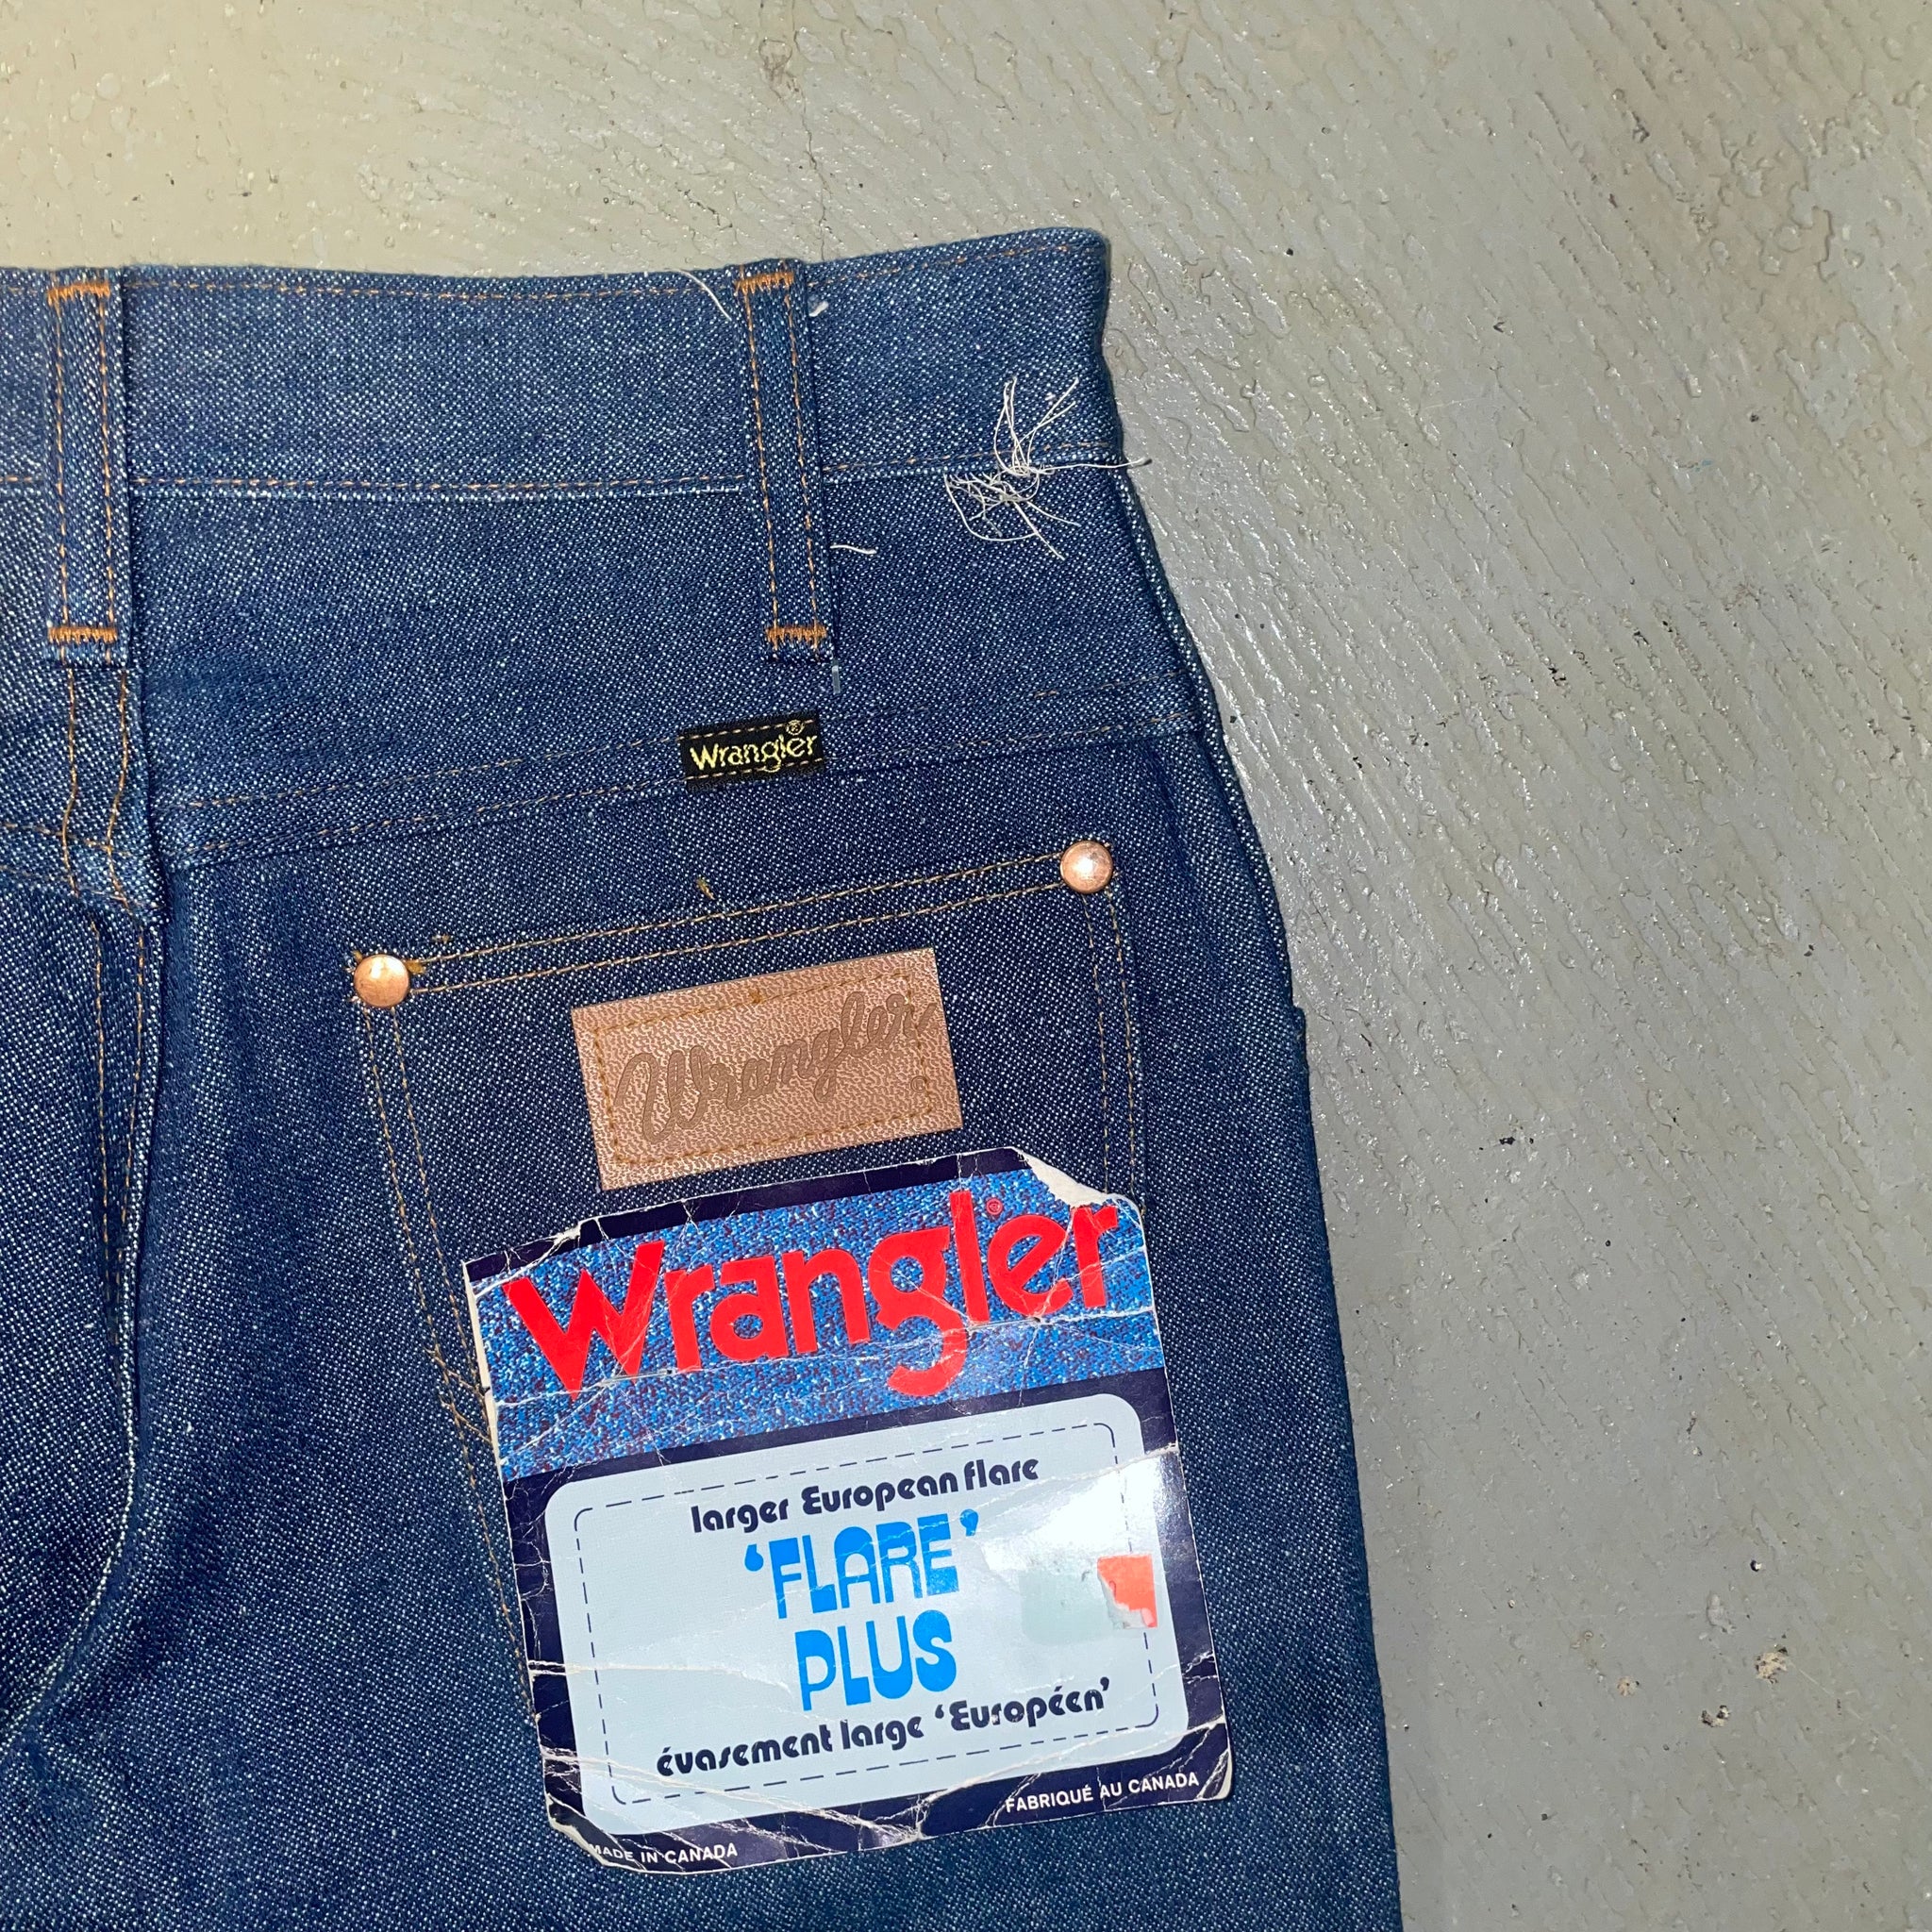 Wrangler®
Wrangler®
Wrangler®
larger European flare
'FLARE'
PLUS
évasement large 'Européen'
MADE IN CANADA
FABRIQUÉ AU CANADA